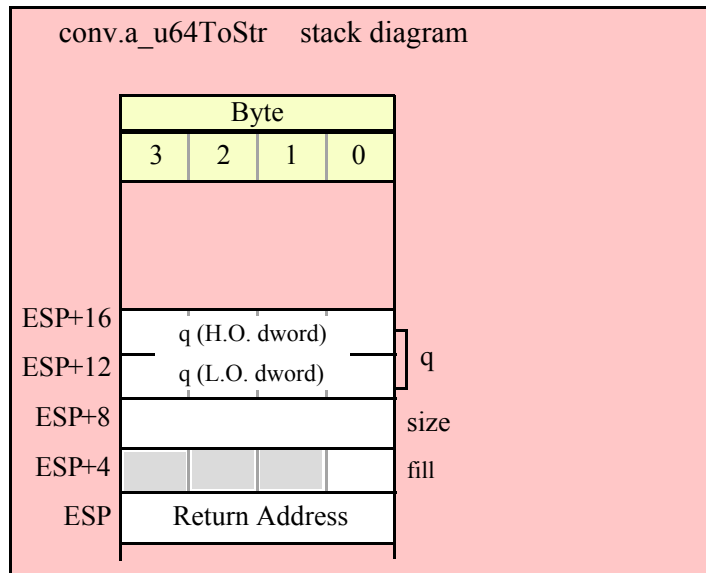 conv.a_u64ToStr stack diagram
Byte
3 2 1 0
ESP+16 q (H.O. dword)
q
ESP+12 q (L.O. dword)
ESP+8 size
ESP+4 fill
ESP Return Address